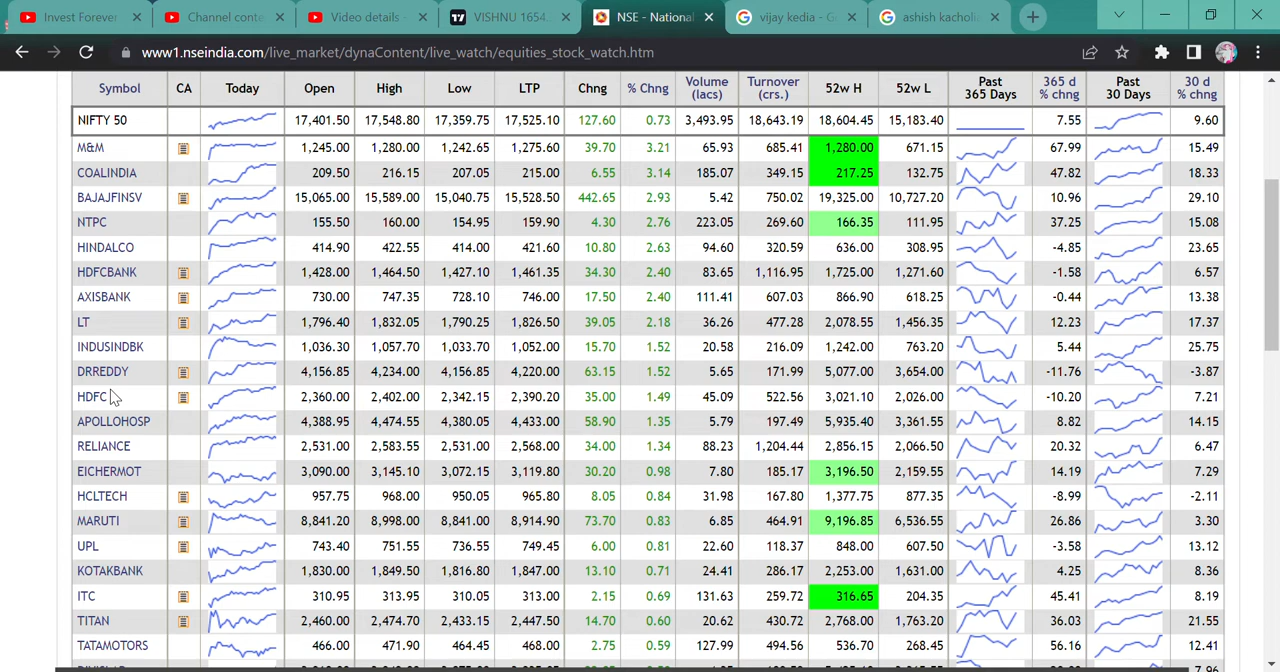 Invest Forever
Channel conte
Video details -
VISHNU 1654.
NSE - National
vijay kedia - G
ashish kacholi
www1.nseindia.com/live_market/dynaContent/live_watch/equities_stock_watch.htm
Symbol CA Today Open High Low LTP Chng % Chng Volume (lacs) Turnover (crs.) 52w H 52w L Past 365 Days 365 d % chng Past 30 Days 30 d % chng
NIFTY 50 17,401.50 17,548.80 17,359.75 17,525.10 127.60 0.73 3,493.95 18,643.19 18,604.45 15,183.40 7.55 9.60
M&M 1,245.00 1,280.00 1,242.65 1,275.60 39.70 3.21 65.93 685.41 1,280.00 671.15 67.99 15.49
COALINDIA 209.50 216.15 207.05 215.00 6.55 3.14 185.07 349.15 217.25 132.75 47.82 18.33
BAJAJFINSV 15,065.00 15,589.00 15,040.75 15,528.50 442.65 2.93 5.42 750.02 19,325.00 10,727.20 10.96 29.10
NTPC 155.50 160.00 154.95 159.90 4.30 2.76 223.05 269.60 166.35 111.95 37.25 15.08
HINDALCO 414.90 422.55 414.00 421.60 10.80 2.63 94.60 320.59 636.00 308.95 -4.85 23.65
HDFCBANK 1,428.00 1,464.50 1,427.10 1,461.35 34.30 2.40 83.65 1,116.95 1,725.00 1,271.60 -1.58 6.57
AXISBANK 730.00 747.35 728.10 746.00 17.50 2.40 111.41 607.03 866.90 618.25 -0.44 13.38
LT 1,796.40 1,832.05 1,790.25 1,826.50 39.05 2.18 36.26 477.28 2,078.55 1,456.35 12.23 17.37
INDUSINDBK 1,036.30 1,057.70 1,033.70 1,052.00 15.70 1.52 20.58 216.09 1,242.00 763.20 5.44 25.75
DRREDDY 4,156.85 4,234.00 4,156.85 4,220.00 63.15 1.52 5.65 171.99 5,077.00 3,654.00 -11.76 -3.87
HDFC 2,360.00 2,402.00 2,342.15 2,390.20 35.00 1.49 45.09 522.56 3,021.10 2,026.00 -10.20 7.21
APOLLOHOSP 4,388.95 4,474.55 4,380.05 4,433.00 58.90 1.35 5.79 197.49 5,935.40 3,361.55 8.82 14.15
RELIANCE 2,531.00 2,583.55 2,531.00 2,568.00 34.00 1.34 88.23 1,204.44 2,856.15 2,066.50 20.32 6.47
EICHERMOT 3,090.00 3,145.10 3,072.15 3,119.80 30.20 0.98 7.80 185.17 3,196.50 2,159.55 14.19 7.29
HCLTECH 957.75 968.00 950.05 965.80 8.05 0.84 31.98 167.80 1,377.75 877.35 -8.99 -2.11
MARUTI 8,841.20 8,998.00 8,841.00 8,914.90 73.70 0.83 6.85 464.91 9,196.85 6,536.55 26.86 3.30
UPL 743.40 751.55 736.55 749.45 6.00 0.81 22.60 118.37 848.00 607.50 -3.58 13.12
KOTAKBANK 1,830.00 1,849.00 1,816.80 1,847.00 13.10 0.71 24.41 286.17 2,253.00 1,631.00 4.25 8.36
ITC 310.95 313.95 310.05 313.00 2.15 0.69 131.63 259.72 316.65 204.35 45.41 8.19
TITAN 2,460.00 2,474.70 2,433.15 2,447.50 14.70 0.60 20.62 430.72 2,768.00 1,763.20 36.03 21.55
TATAMOTORS 466.00 471.90 464.45 468.00 2.75 0.59 127.99 594.56 536.70 268.45 56.16 12.41